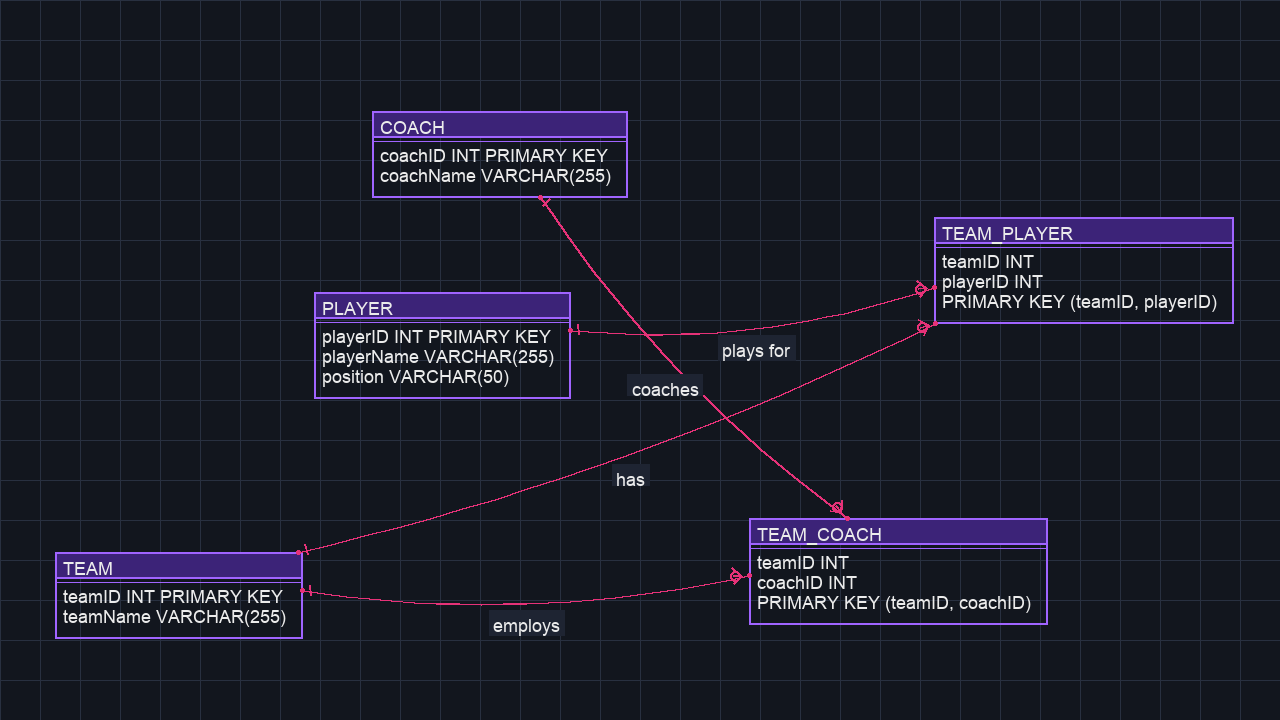 COACH
coachID INT PRIMARY KEY
coachName VARCHAR(255)
TEAM_PLAYER
teamID INT
playerID INT
PRIMARY KEY (teamID, playerID)
PLAYER
playerID INT PRIMARY KEY
playerName VARCHAR(255)
position VARCHAR(50)
plays for
coaches
has
TEAM_COACH
teamID INT
coachID INT
PRIMARY KEY (teamID, coachID)
TEAM
teamID INT PRIMARY KEY
teamName VARCHAR(255)
employs